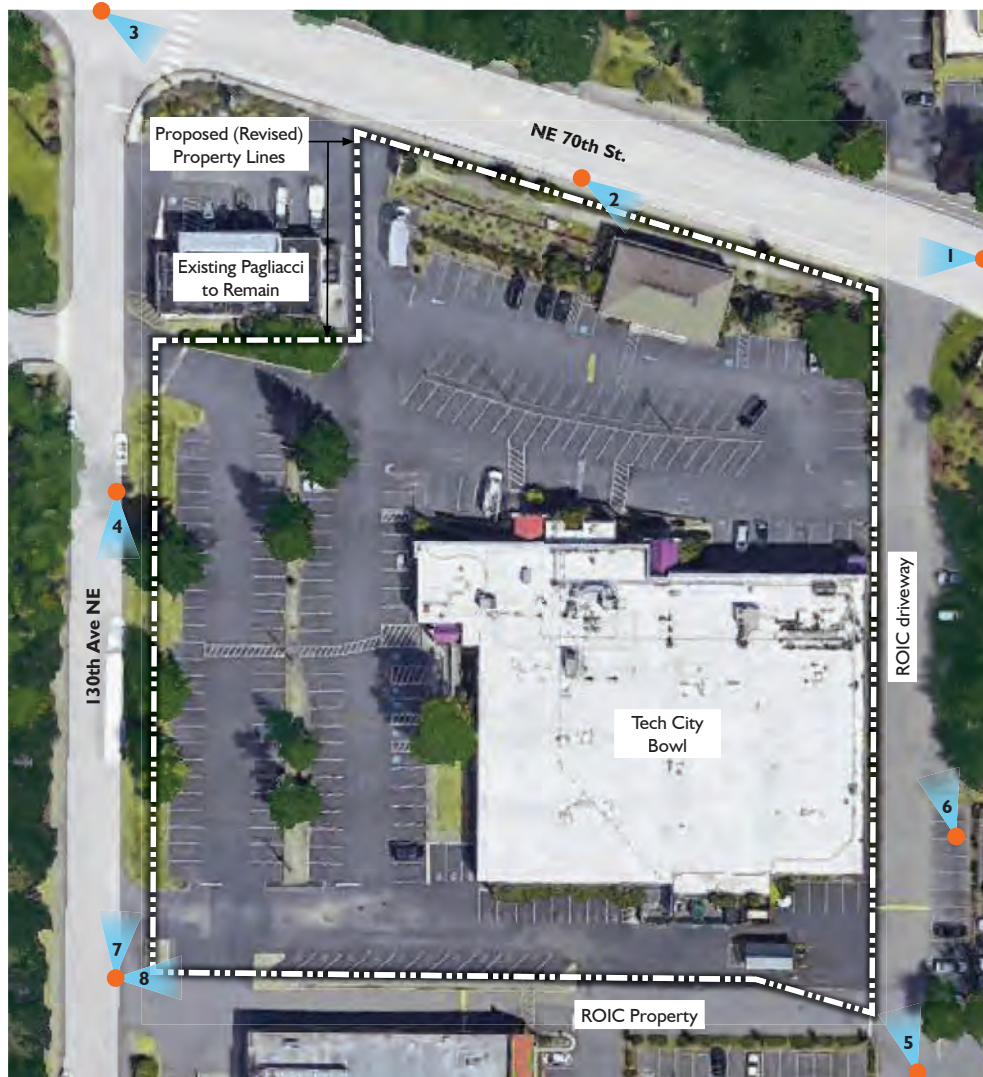 3
Proposed (Revised)
Property Lines
NE 70th St.
2
1
Existing Pagliacci
to Remain
4
130th Ave NE
ROIC driveway
Tech City
Bowl
6
7
8
ROIC Property
5